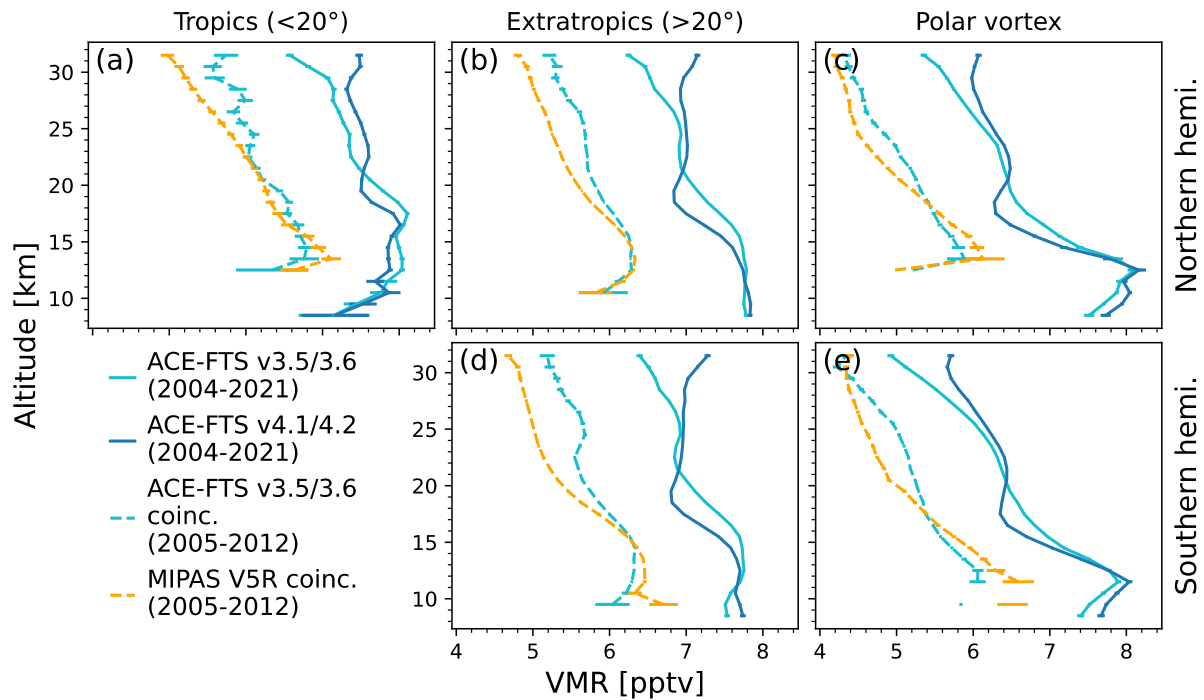 Tropics (<20°)
Extratropics (>20°)
Polar vortex
(a)
(b)
(c)
30
25
20
15
10
Northern hemi.
Altitude [km]
ACE-FTS v3.5/3.6
(2004-2021)
ACE-FTS v4.1/4.2
(2004-2021)
ACE-FTS v3.5/3.6
coinc.
(2005-2012)
MIPAS V5R coinc.
(2005-2012)
(d)
(e)
30
25
20
15
10
Southern hemi.
4 5 6 7 8
4 5 6 7 8
VMR [pptv]